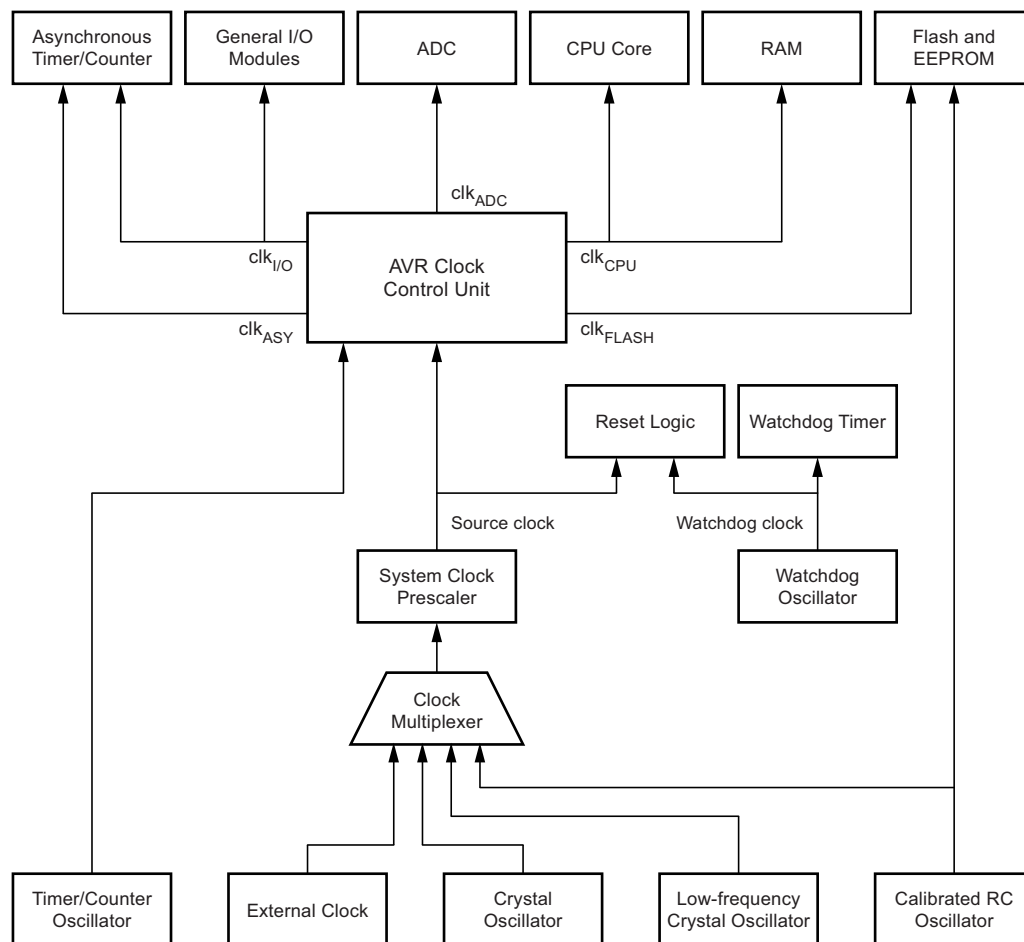 Asynchronous
Timer/Counter
General I/O
Modules
ADC
CPU Core
RAM
Flash and
EEPROM
clkADC
clkI/O
clkCPU
AVR Clock
Control Unit
clkASY
clkFLASH
Reset Logic
Watchdog Timer
Source clock
Watchdog clock
System Clock
Prescaler
Watchdog
Oscillator
Clock
Multiplexer
Timer/Counter
Oscillator
External Clock
Crystal
Oscillator
Low-frequency
Crystal Oscillator
Calibrated RC
Oscillator